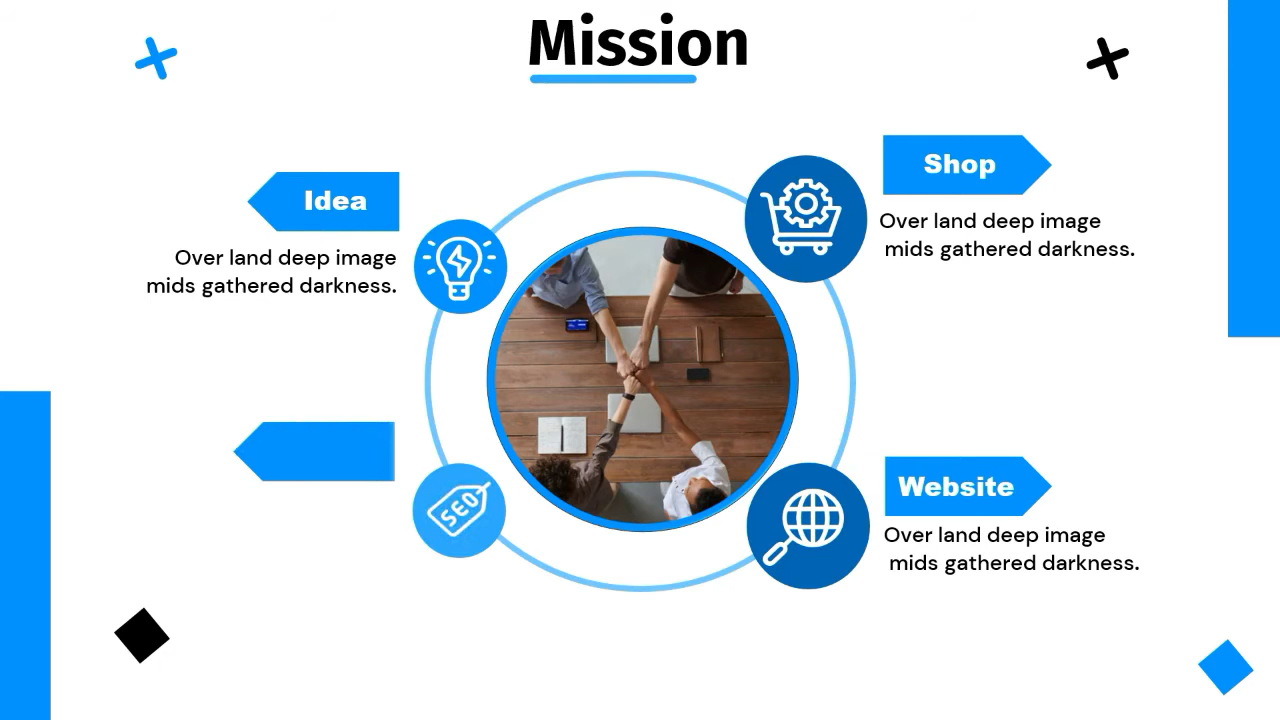 Mission
Idea
Over land deep image
mids gathered darkness.
Shop
Over land deep image
mids gathered darkness.
SEO
Website
Over land deep image
mids gathered darkness.